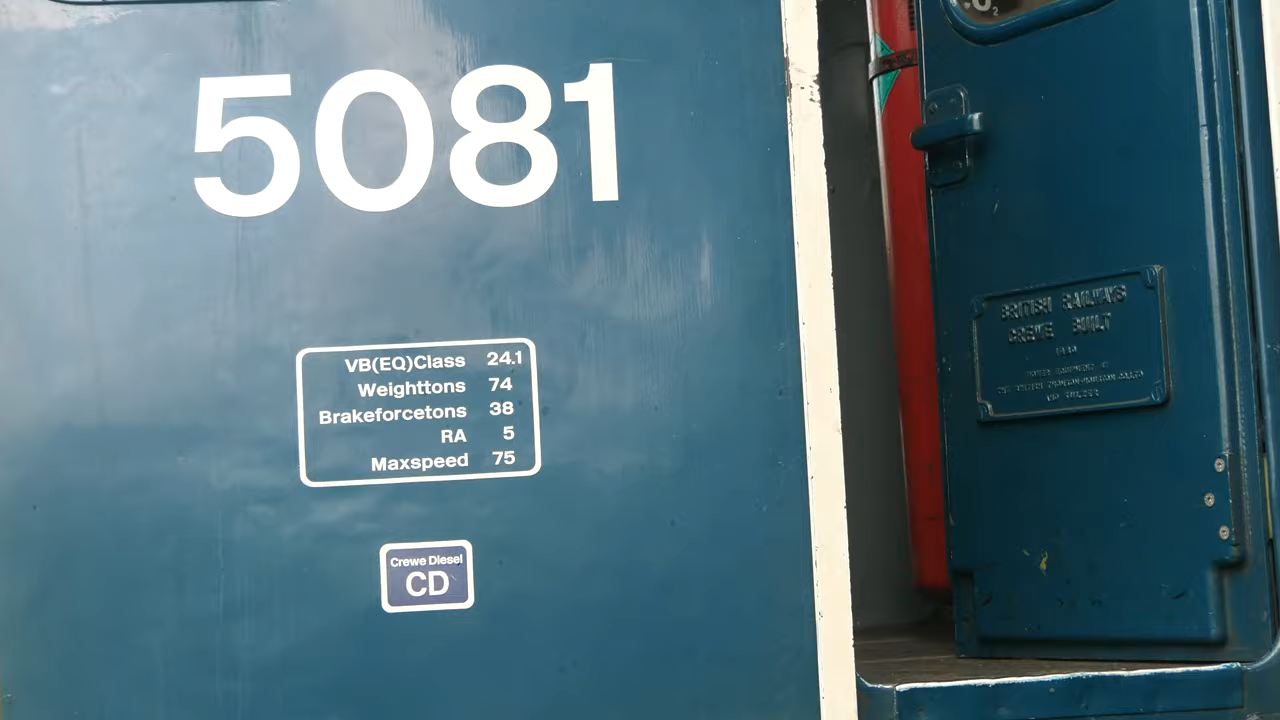 5081
VB(EQ)Class 24.1
Weighttons 74
Brakeforcetons 38
RA 5
Maxspeed 75
Crewe Diesel
CD
BRITISH RAILWAYS
CREWE BUILT